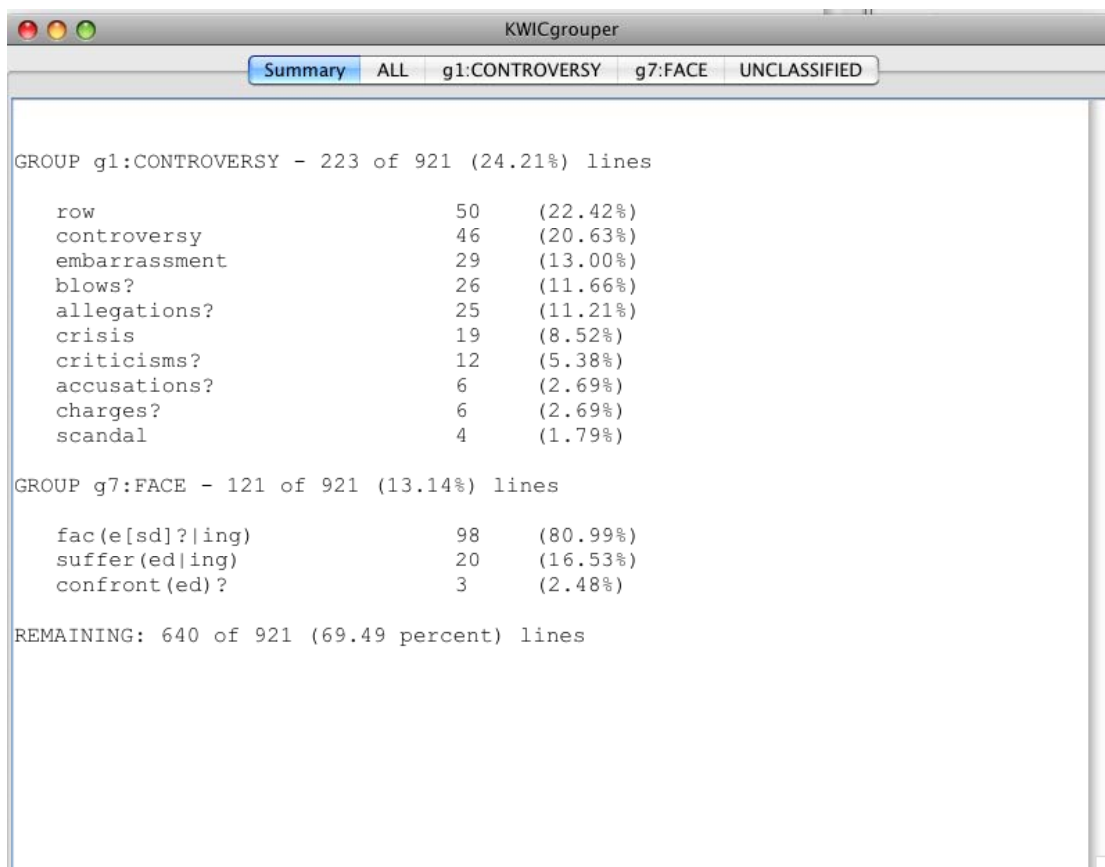 KWICgrouper
Summary ALL g1:CONTROVERSY g7:FACE UNCLASSIFIED
GROUP g1:CONTROVERSY - 223 of 921 (24.21%) lines
row 50 (22.42%)
controversy 46 (20.63%)
embarrassment 29 (13.00%)
blows? 26 (11.66%)
allegations? 25 (11.21%)
crisis 19 (8.52%)
criticisms? 12 (5.38%)
accusations? 6 (2.69%)
charges? 6 (2.69%)
scandal 4 (1.79%)
GROUP g7:FACE - 121 of 921 (13.14%) lines
fac(e[sd]?|ing) 98 (80.99%)
suffer(ed|ing) 20 (16.53%)
confront(ed)? 3 (2.48%)
REMAINING: 640 of 921 (69.49 percent) lines